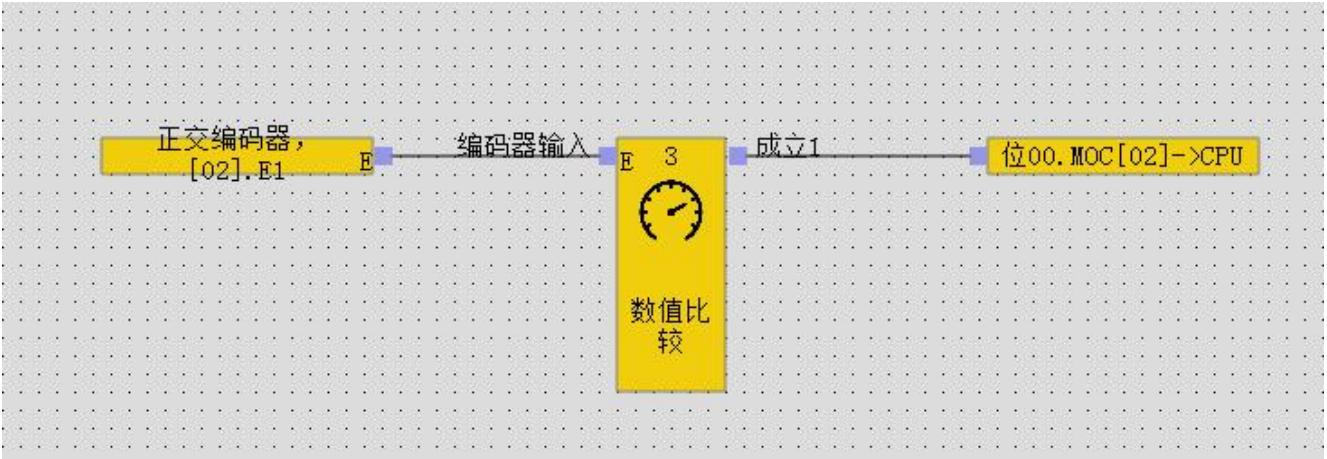 正交编码器，
[02].E1
E
编码器输入
E
3
数值比
较
成立1
位00.MOC[02]->CPU